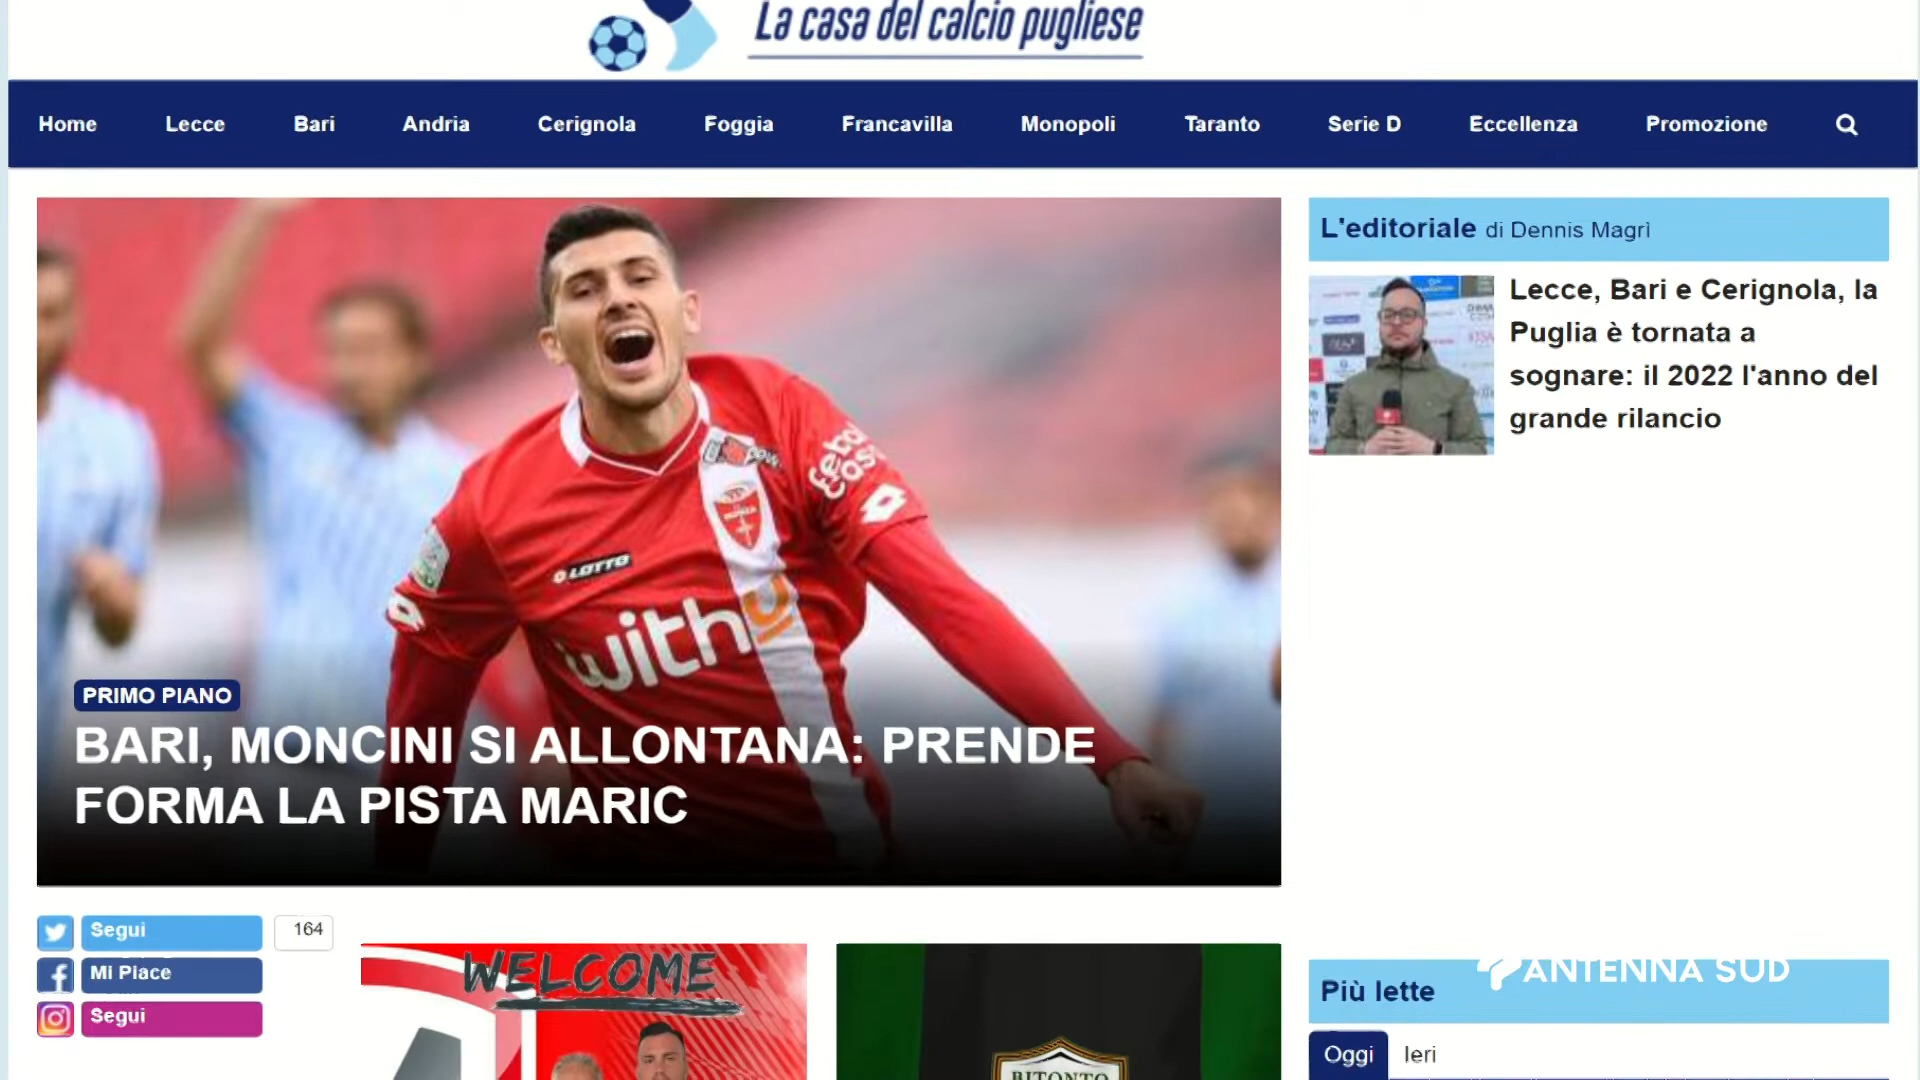 La casa del calcio pugliese
Home Lecce Bari Andria Cerignola Foggia Francavilla Monopoli Taranto Serie D Eccellenza Promozione
L'editoriale di Dennis Magrì
Lecce, Bari e Cerignola, la
Puglia è tornata a
sognare: il 2022 l'anno del
grande rilancio
LOTTO
withu
PRIMO PIANO
BARI, MONCINI SI ALLONTANA: PRENDE
FORMA LA PISTA MARIC
Segui 164
Mi Piace
Segui
WELCOME
BITONTO
ANTENNA SUD
Più lette
Oggi Ieri